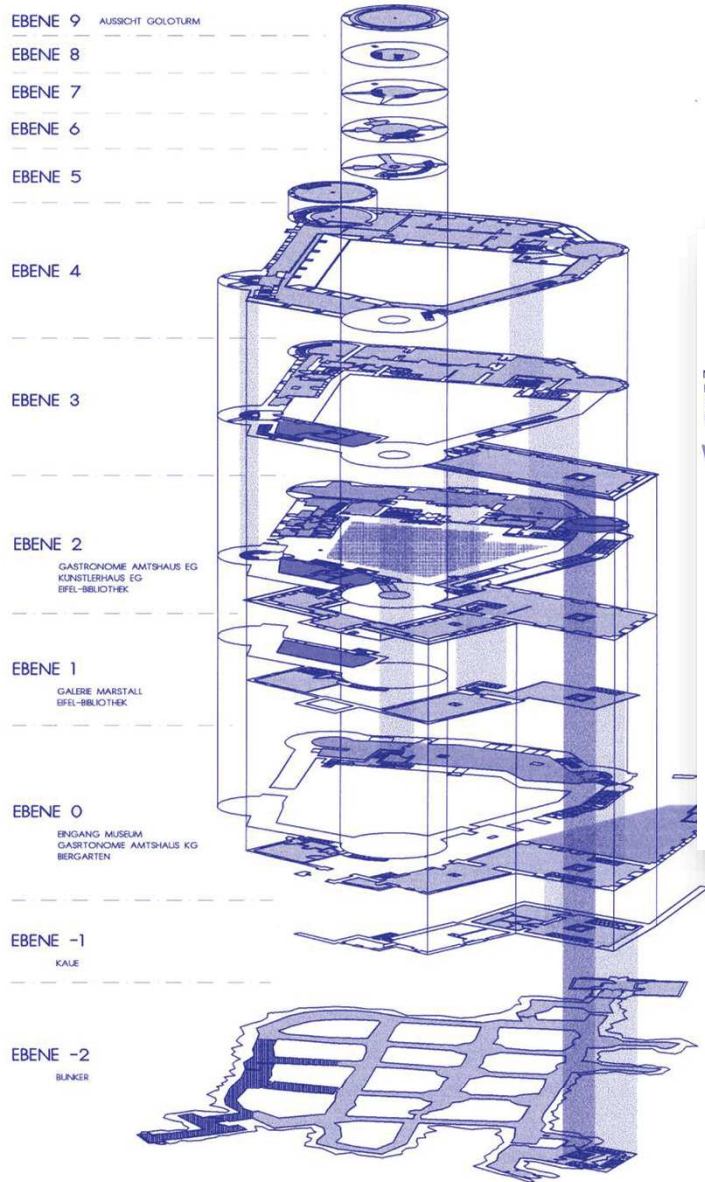 EBENE 9 AUSSICHT GOLOTURM
EBENE 8
EBENE 7
EBENE 6
EBENE 5
EBENE 4
EBENE 3
EBENE 2
GASTRONOMIE AMTSHAUS EG
KÜNSTLERHAUS EG
EIFEL-BIBLIOTHEK
EBENE 1
GALERIE MARSTALL
EIFEL-BIBLIOTHEK
EBENE 0
EINGANG MUSEUM
GASRTONOMIE AMTSHAUS KG
BIERGARTEN
EBENE -1
KAUE
EBENE -2
BUNKER